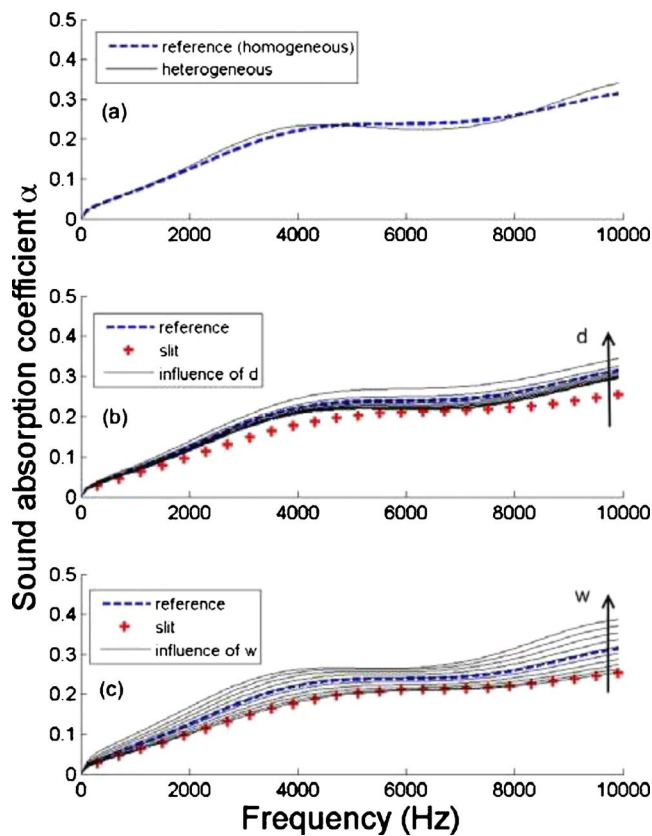 Sound absorption coefficient α
0.5
0.4
0.3
0.2
0.1
0
reference (homogeneous)
heterogeneous
(a)
0 2000 4000 6000 8000 10000
0.5
0.4
0.3
0.2
0.1
0
reference
slit
influence of d
d
(b)
0 2000 4000 6000 8000 10000
0.5
0.4
0.3
0.2
0.1
0
reference
slit
influence of w
w
(c)
0 2000 4000 6000 8000 10000
Frequency (Hz)